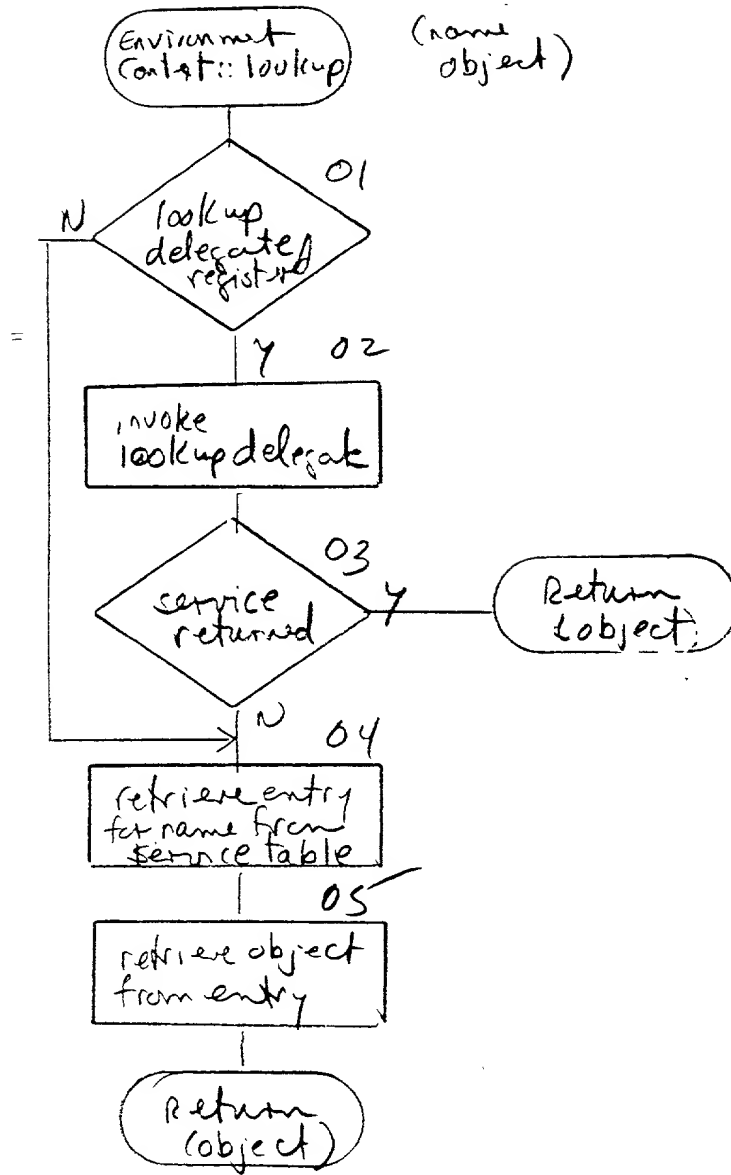 Environment
Context::lookup
(name
object)
01
N
lookup
delegate
registered
Y
02
invoke
lookup delegate
03
service
returned
Y
Return
(object)
N
04
retrieve entry
for name from
service table
05
retrieve object
from entry
Return
(object)